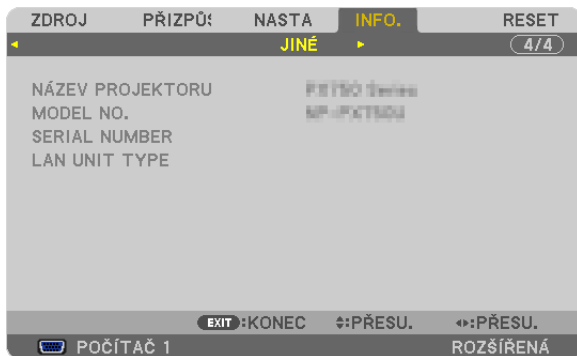 ZDROJ PŘIZPŮ NASTA INFO. RESET
JINÉ 4/4
NÁZEV PROJEKTORU
MODEL NO.
SERIAL NUMBER
LAN UNIT TYPE
EXIT :KONEC :PŘESU. :PŘESU.
POČÍTAČ 1 ROZŠÍŘENÁ